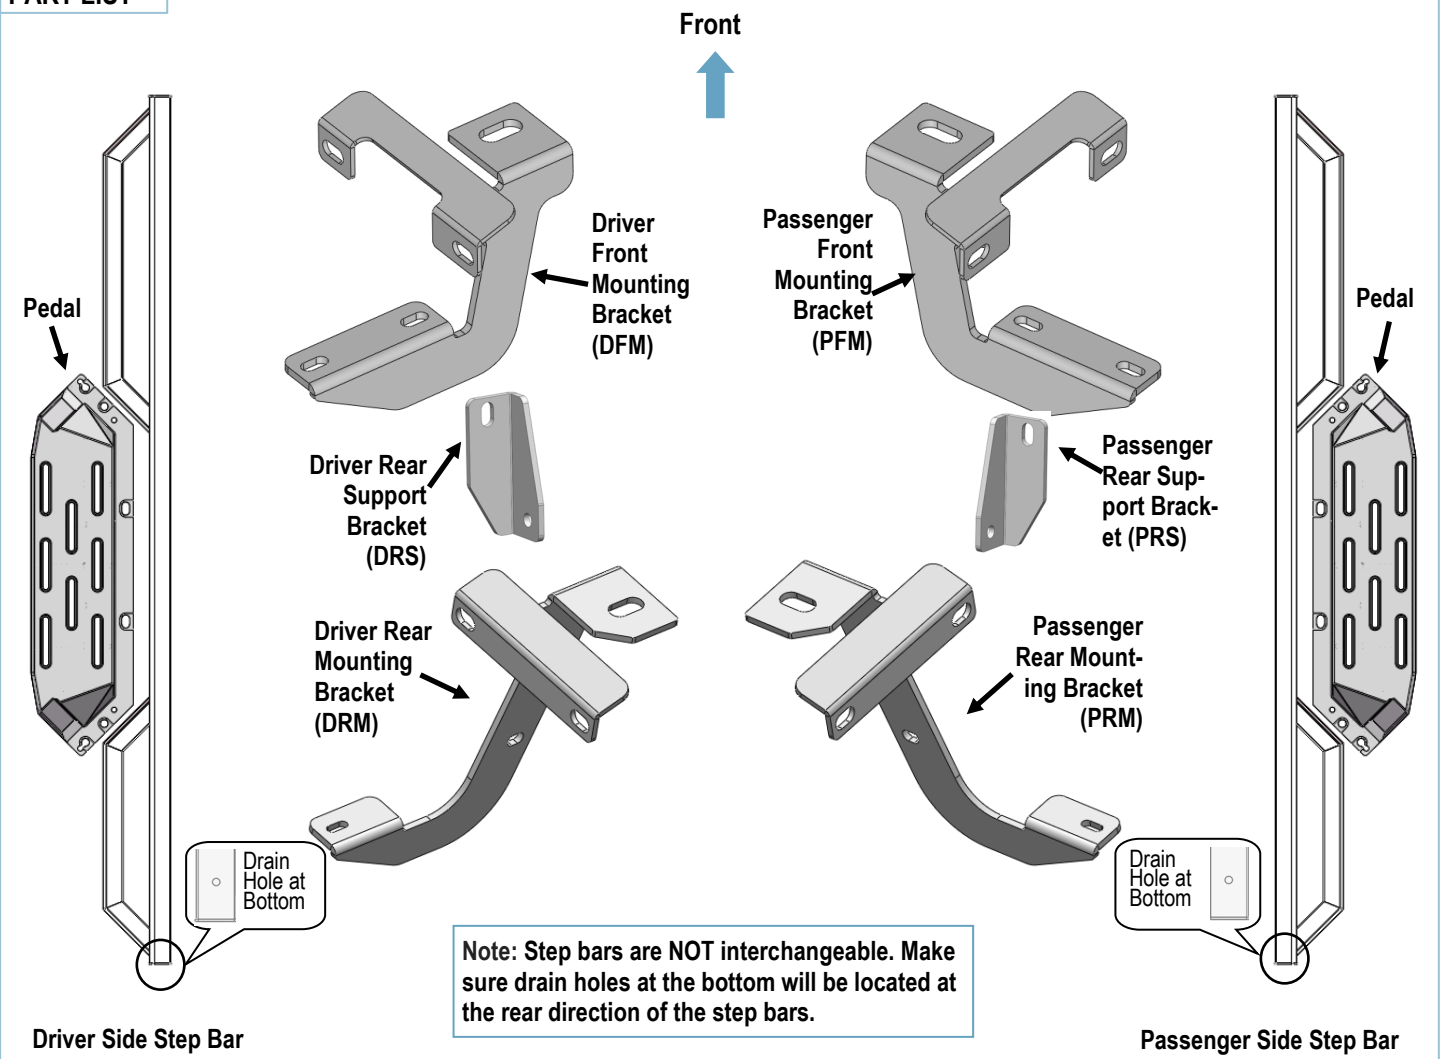 PART LIST
Front
Driver
Front
Mounting
Bracket
(DFM)
Passenger
Front
Mounting
Bracket
(PFM)
Pedal
Pedal
Driver Rear
Support
Bracket
(DRS)
Passenger
Rear Sup-
port Brack-
et (PRS)
Driver Rear
Mounting
Bracket
(DRM)
Passenger
Rear Mount-
ing Bracket
(PRM)
Drain
Hole at
Bottom
Drain
Hole at
Bottom
Note: Step bars are NOT interchangeable. Make
sure drain holes at the bottom will be located at
the rear direction of the step bars.
Driver Side Step Bar
Passenger Side Step Bar